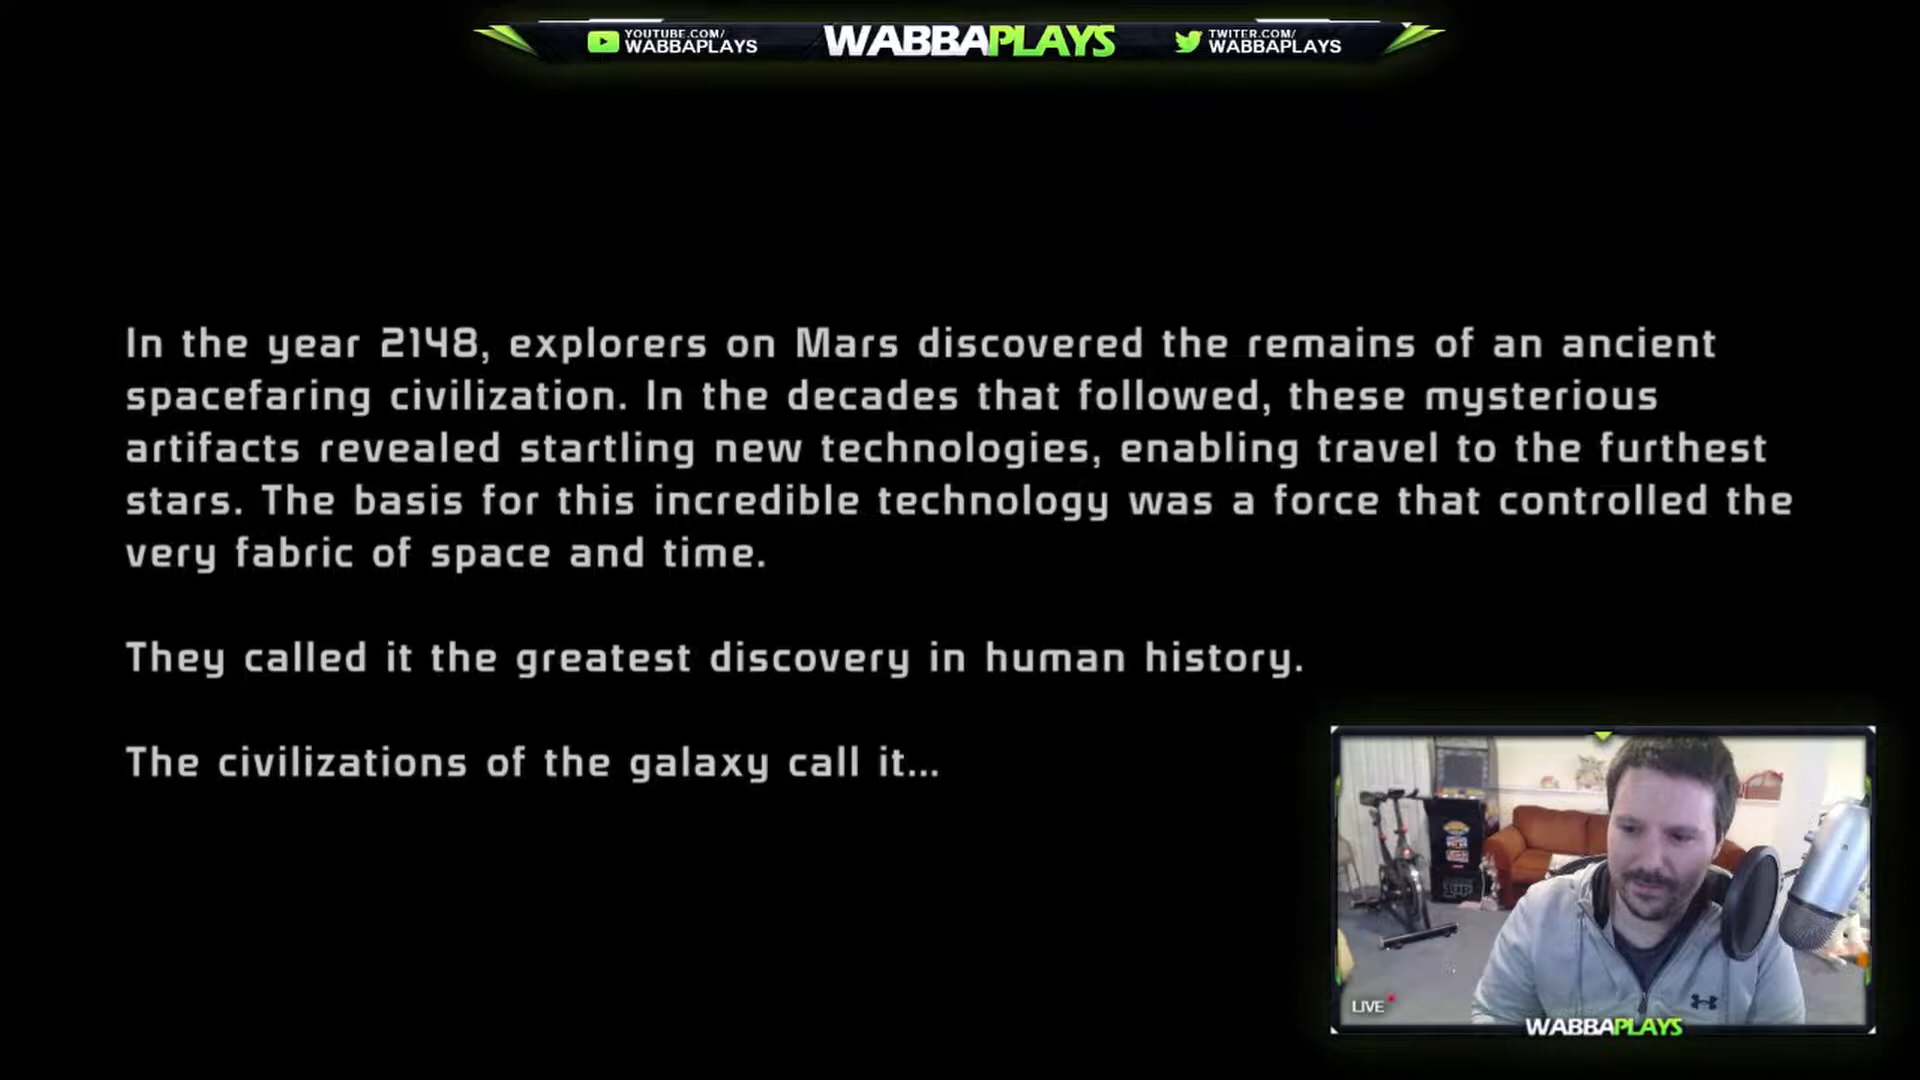 YOUTUBE.COM/
WABBAPLAYS
WABBAPLAYS
TWITER.COM/
WABBAPLAYS
In the year 2148, explorers on Mars discovered the remains of an ancient
spacefaring civilization. In the decades that followed, these mysterious
artifacts revealed startling new technologies, enabling travel to the furthest
stars. The basis for this incredible technology was a force that controlled the
very fabric of space and time.
They called it the greatest discovery in human history.
The civilizations of the galaxy call it...
LIVE
WABBAPLAYS